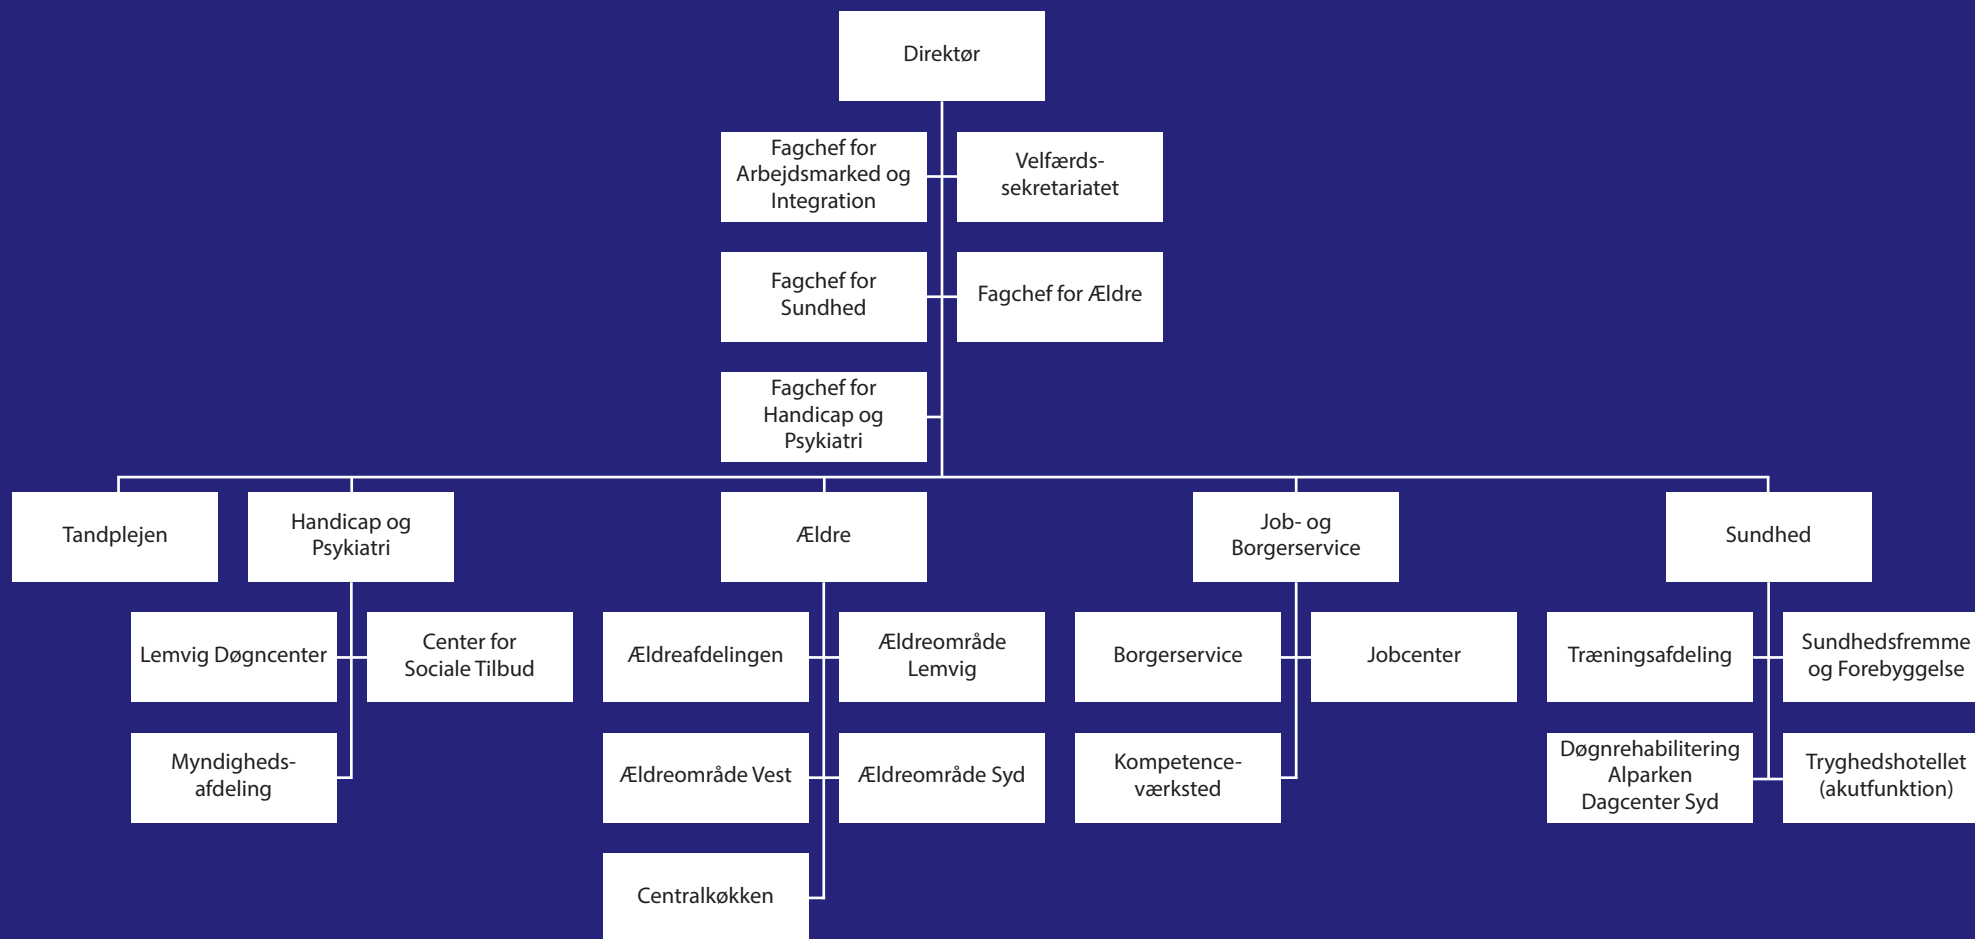 Direktør
Fagchef for
Arbejdsmarked og
Integration
Velfærds-
sekretariatet
Fagchef for
Sundhed
Fagchef for Ældre
Fagchef for
Handicap og
Psykiatri
Tandplejen
Handicap og
Psykiatri
Ældre
Job- og
Borgerservice
Sundhed
Lemvig Døgncenter
Center for
Sociale Tilbud
Ældreafdelingen
Ældreområde
Lemvig
Borgerservice
Jobcenter
Træningsafdeling
Sundhedsfremme
og Forebyggelse
Myndigheds-
afdeling
Ældreområde Vest
Ældreområde Syd
Kompetence-
værksted
Døgnrehabilitering
Alparken
Dagcenter Syd
Tryghedshotellet
(akutfunktion)
Centralkøkken